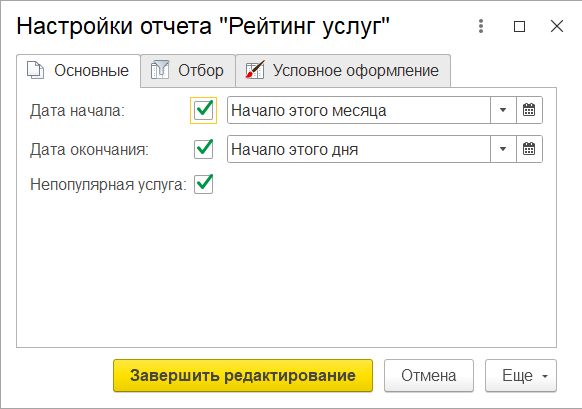 Настройки отчета "Рейтинг услуг"
Основные Отбор Условное оформление
Дата начала: Начало этого месяца
Дата окончания: Начало этого дня
Непопулярная услуга:
Завершить редактирование Отмена Еще